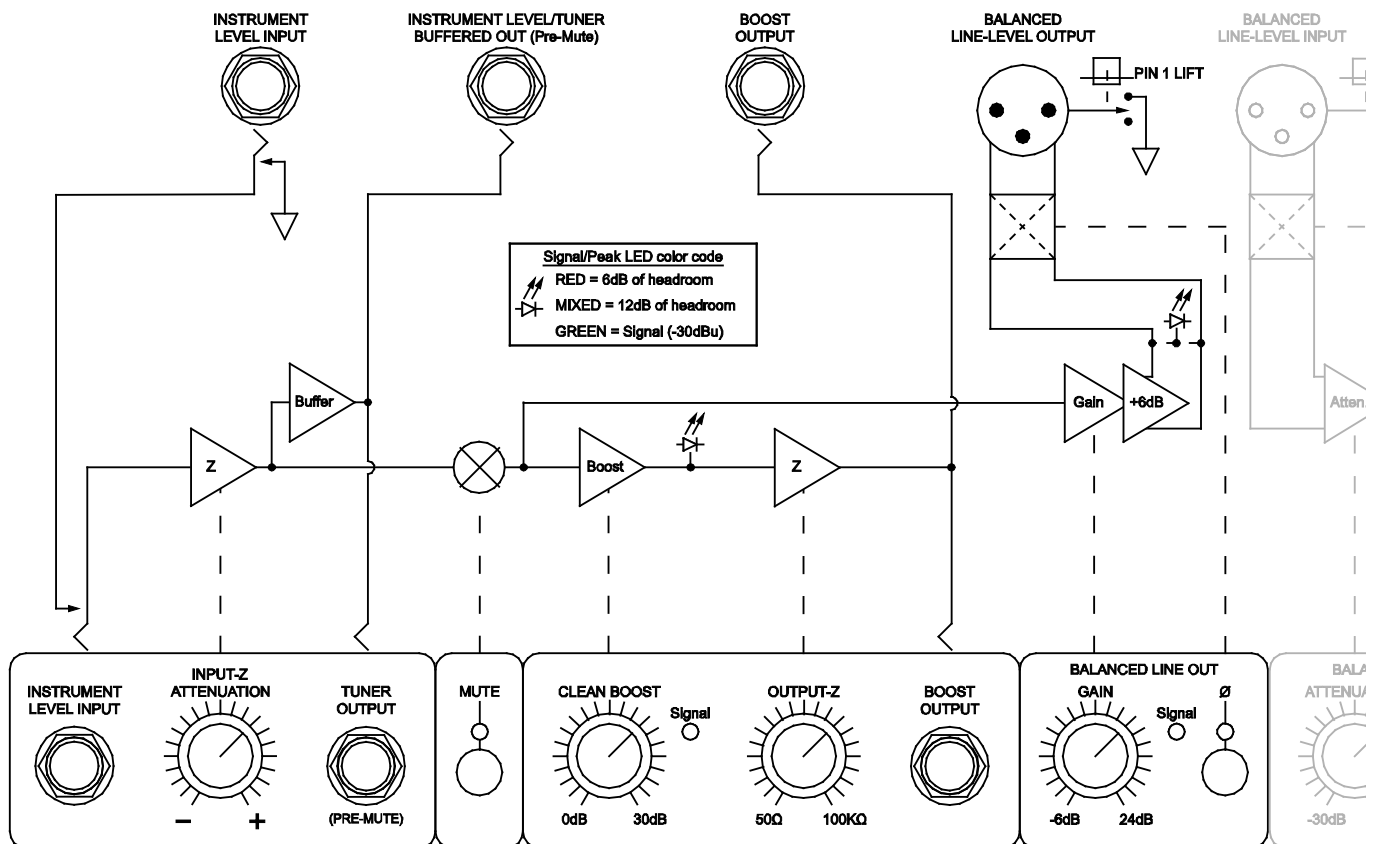 INSTRUMENT
LEVEL INPUT
INSTRUMENT LEVEL/TUNER
BUFFERED OUT (Pre-Mute)
BOOST
OUTPUT
BALANCED
LINE-LEVEL OUTPUT
BALANCED
LINE-LEVEL INPUT
PIN 1 LIFT
Signal/Peak LED color code
RED = 6dB of headroom
MIXED = 12dB of headroom
GREEN = Signal (-30dBu)
Buffer
Gain
+6dB
Atten.
Z
Boost
Z
INSTRUMENT
LEVEL INPUT
INPUT-Z
ATTENUATION
− +
TUNER
OUTPUT
(PRE-MUTE)
MUTE
CLEAN BOOST
0dB 30dB
Signal
OUTPUT-Z
50Ω 100KΩ
BOOST
OUTPUT
BALANCED LINE OUT
GAIN
-6dB 24dB
Signal
Ø
BALA
ATTENUA
-30dB